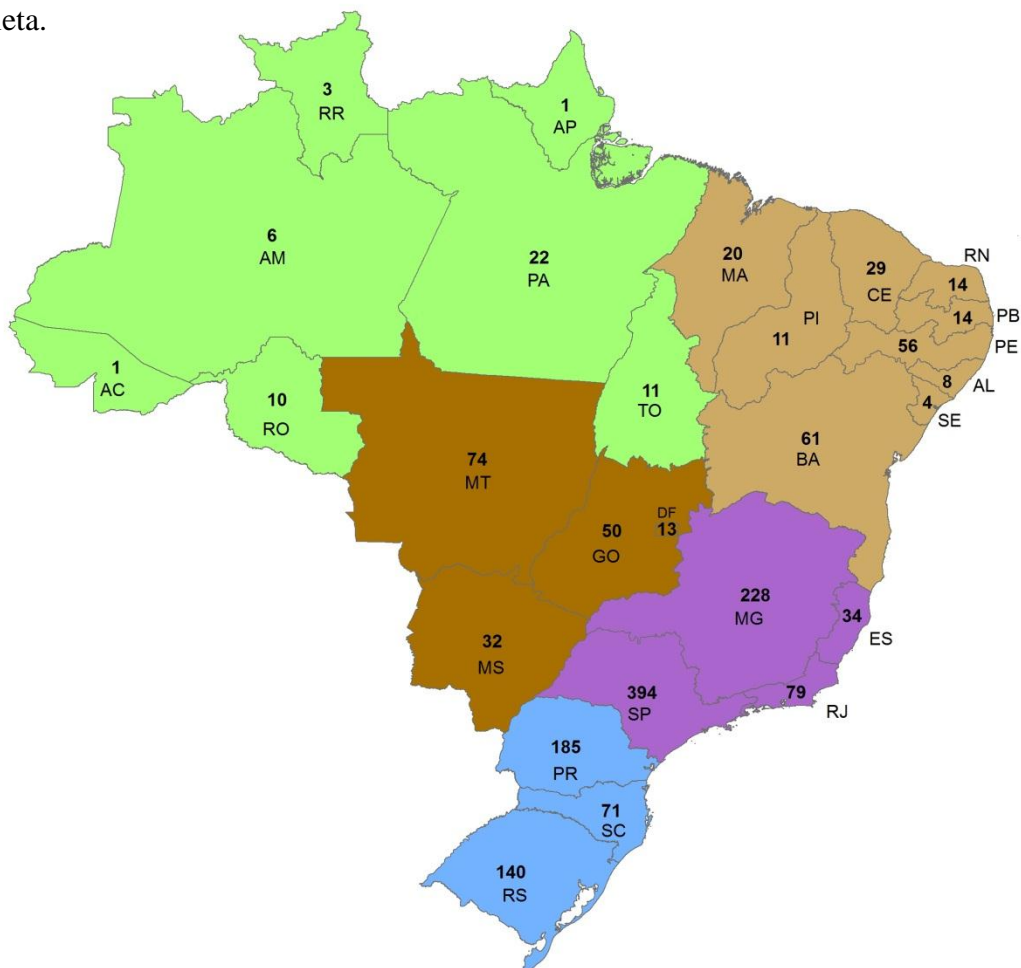 eta.
3
RR
1
AP
6
AM
22
PA
20
MA
29
CE
RN
14
PB
14
PI
11
PE
56
AL
8
4
SE
1
AC
10
RO
11
TO
61
BA
74
MT
DF
13
50
GO
228
MG
34
ES
32
MS
394
SP
79
RJ
185
PR
71
SC
140
RS